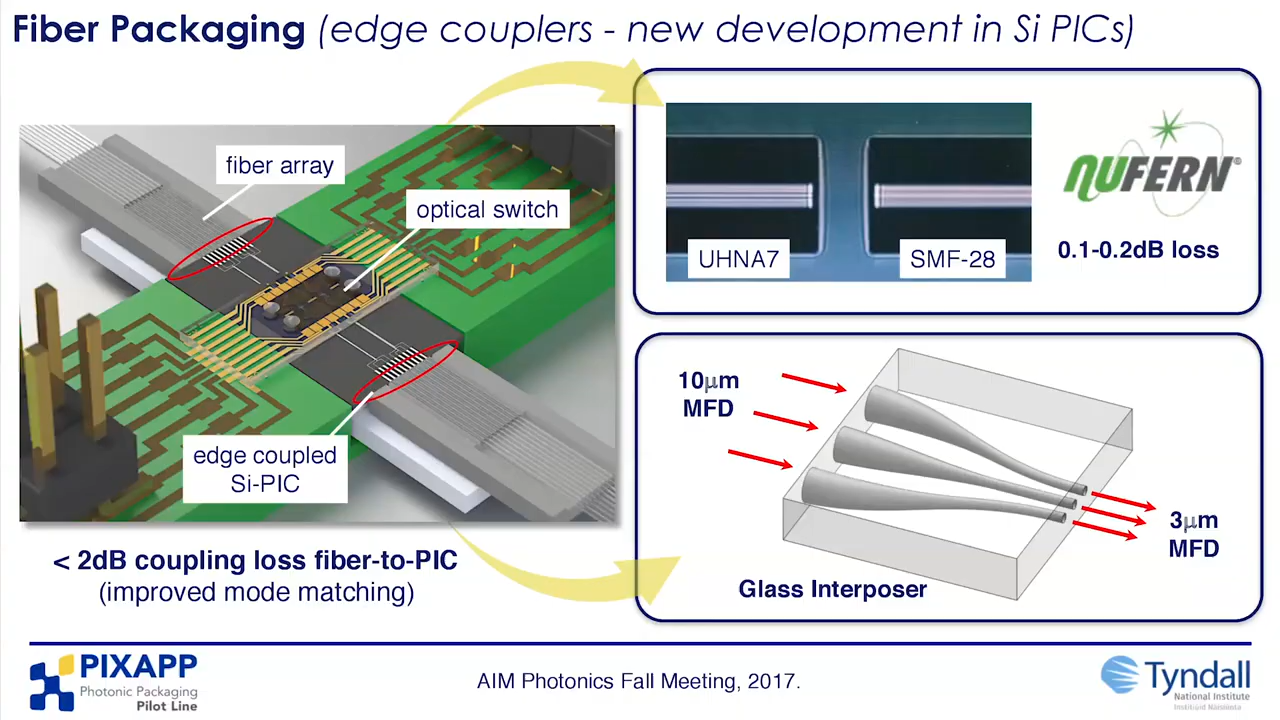 Fiber Packaging (edge couplers - new development in Si PICs)
fiber array
optical switch
edge coupled
Si-PIC
< 2dB coupling loss fiber-to-PIC
(improved mode matching)
UHNA7
SMF-28
NUFERN®
0.1-0.2dB loss
10μm
MFD
3μm
MFD
Glass Interposer
PIXAPP
Photonic Packaging
Pilot Line
AIM Photonics Fall Meeting, 2017.
Tyndall
National Institute
Institiúid Náisiúnta